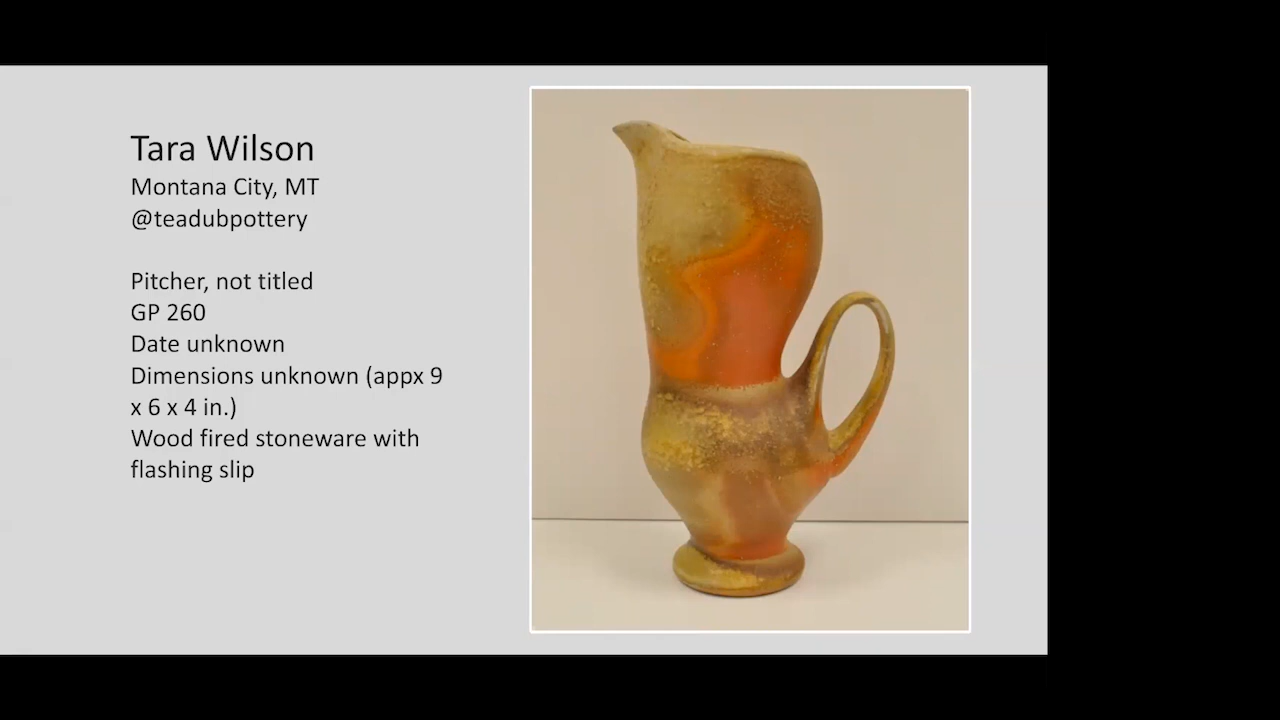 Tara Wilson
Montana City, MT
@teadubpottery
Pitcher, not titled
GP 260
Date unknown
Dimensions unknown (appx 9
x 6 x 4 in.)
Wood fired stoneware with
flashing slip